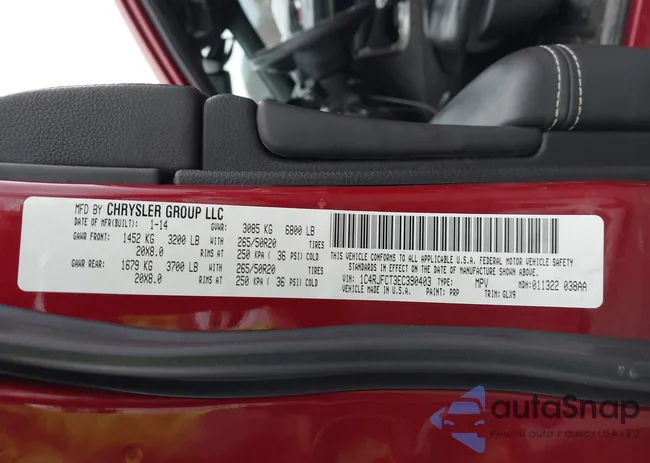 MFD BY CHRYSLER GROUP LLC
DATE OF MFR(BUILT): 1-14 GVWR: 3085 KG 6800 LB
GAWR FRONT: 1452 KG 3200 LB WITH 265/50R20 TIRES
20X8.0 RIMS AT 250 KPA ( 36 PSI) COLD
GAWR REAR: 1679 KG 3700 LB WITH 265/50R20 TIRES
20X8.0 RIMS AT 250 KPA ( 36 PSI) COLD
THIS VEHICLE CONFORMS TO ALL APPLICABLE U.S.A. FEDERAL MOTOR VEHICLE SAFETY
STANDARDS IN EFFECT ON THE DATE OF MANUFACTURE SHOWN ABOVE.
VIN: 1C4RJFCT3EC390403 TYPE: MPV MDH: 011322 038AA
VEHICLE MADE IN U.S.A. PAINT: PRP TRIM: GLX9
autaSnap